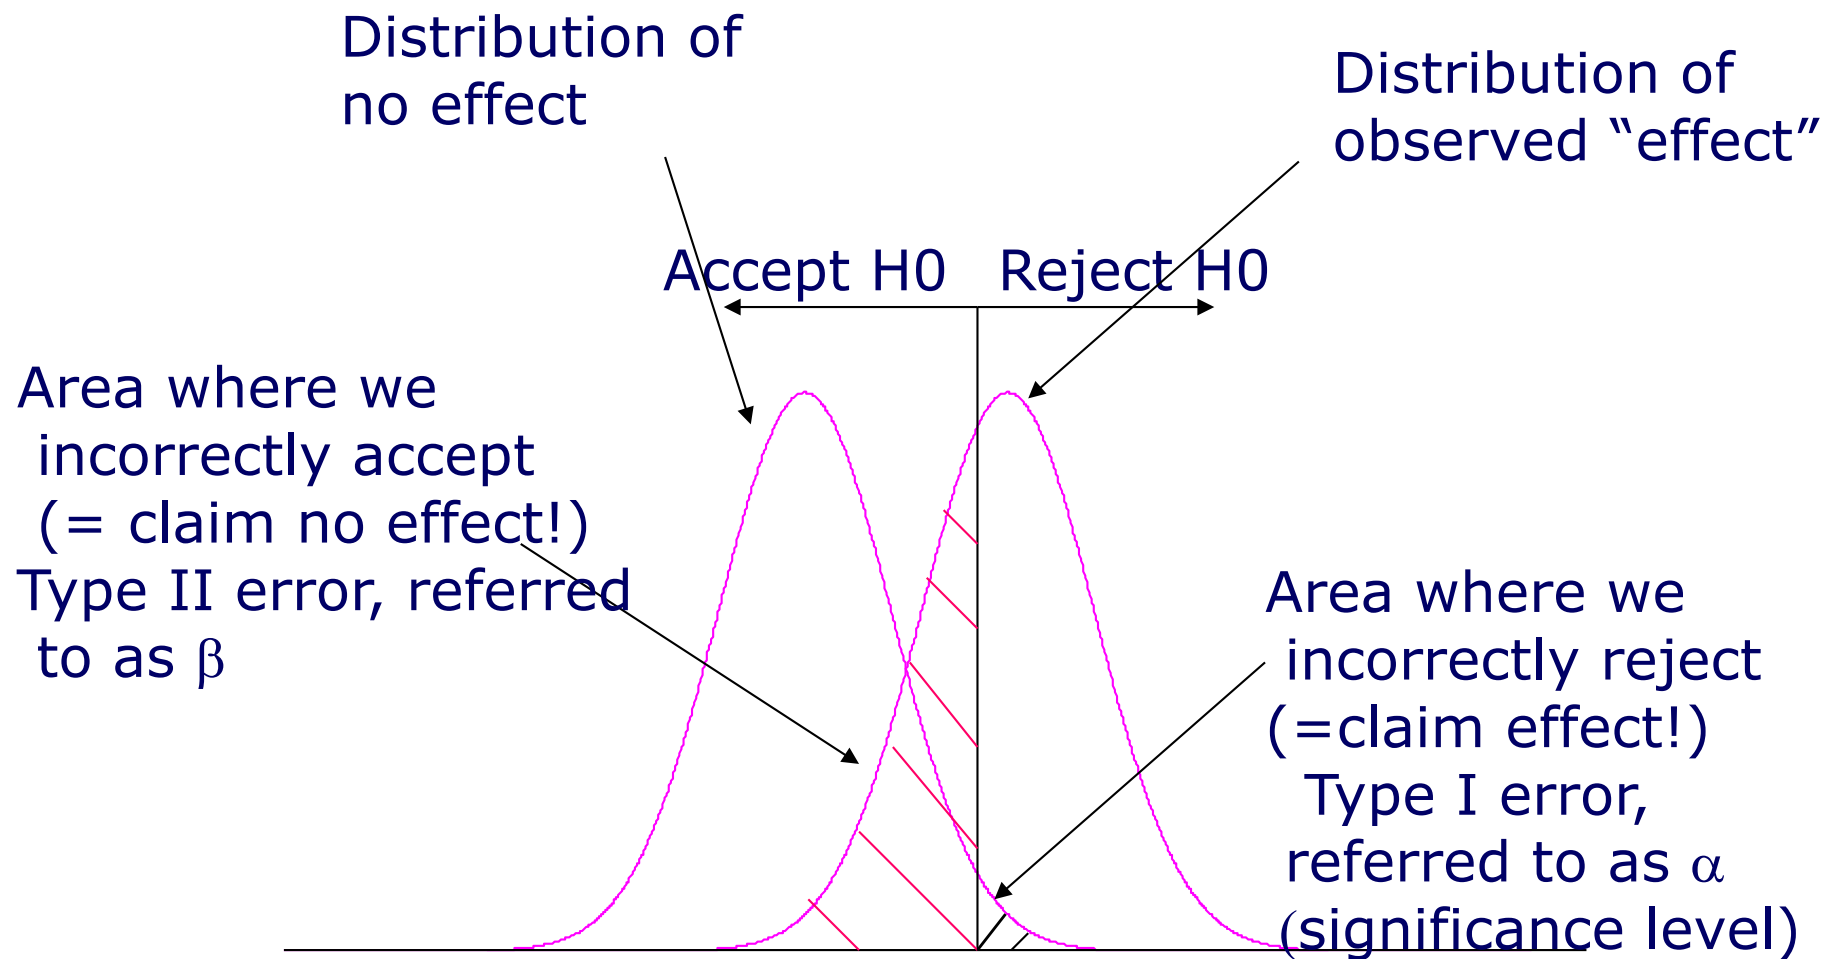 Distribution of
no effect
Distribution of
observed “effect”
Accept H0
Reject H0
Area where we
incorrectly accept
(= claim no effect!)
Type II error, referred
to as β
Area where we
incorrectly reject
(=claim effect!)
Type I error,
referred to as α
(significance level)